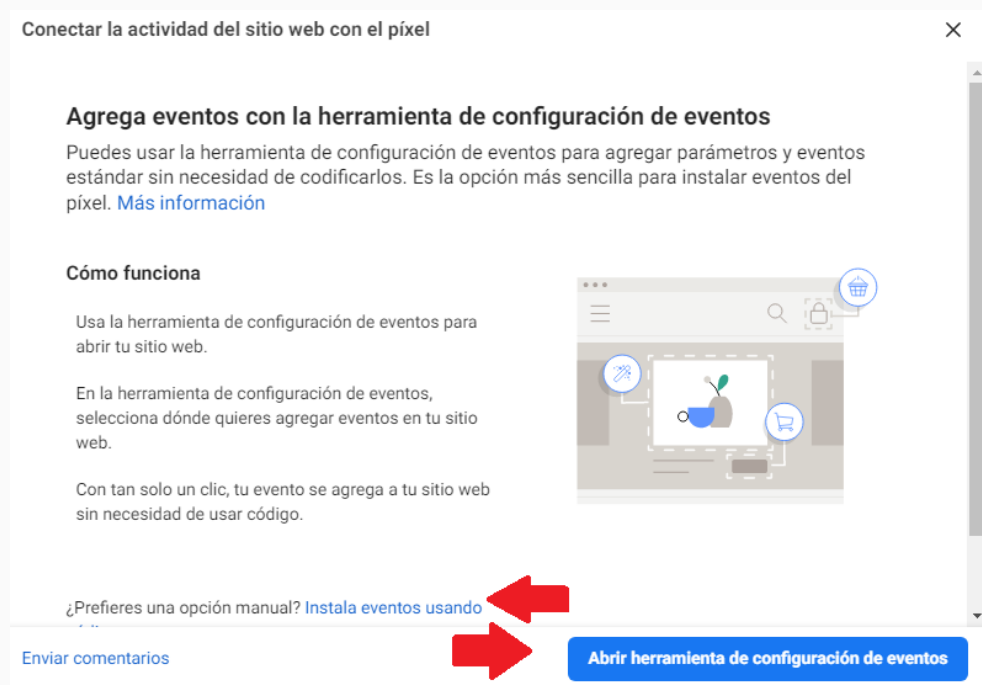 Conectar la actividad del sitio web con el píxel
Agrega eventos con la herramienta de configuración de eventos
Puedes usar la herramienta de configuración de eventos para agregar parámetros y eventos
estándar sin necesidad de codificarlos. Es la opción más sencilla para instalar eventos del
píxel. Más información
Cómo funciona
Usa la herramienta de configuración de eventos para
abrir tu sitio web.
En la herramienta de configuración de eventos,
selecciona dónde quieres agregar eventos en tu sitio
web.
Con tan solo un clic, tu evento se agrega a tu sitio web
sin necesidad de usar código.
¿Prefieres una opción manual? Instala eventos usando
Enviar comentarios
Abrir herramienta de configuración de eventos